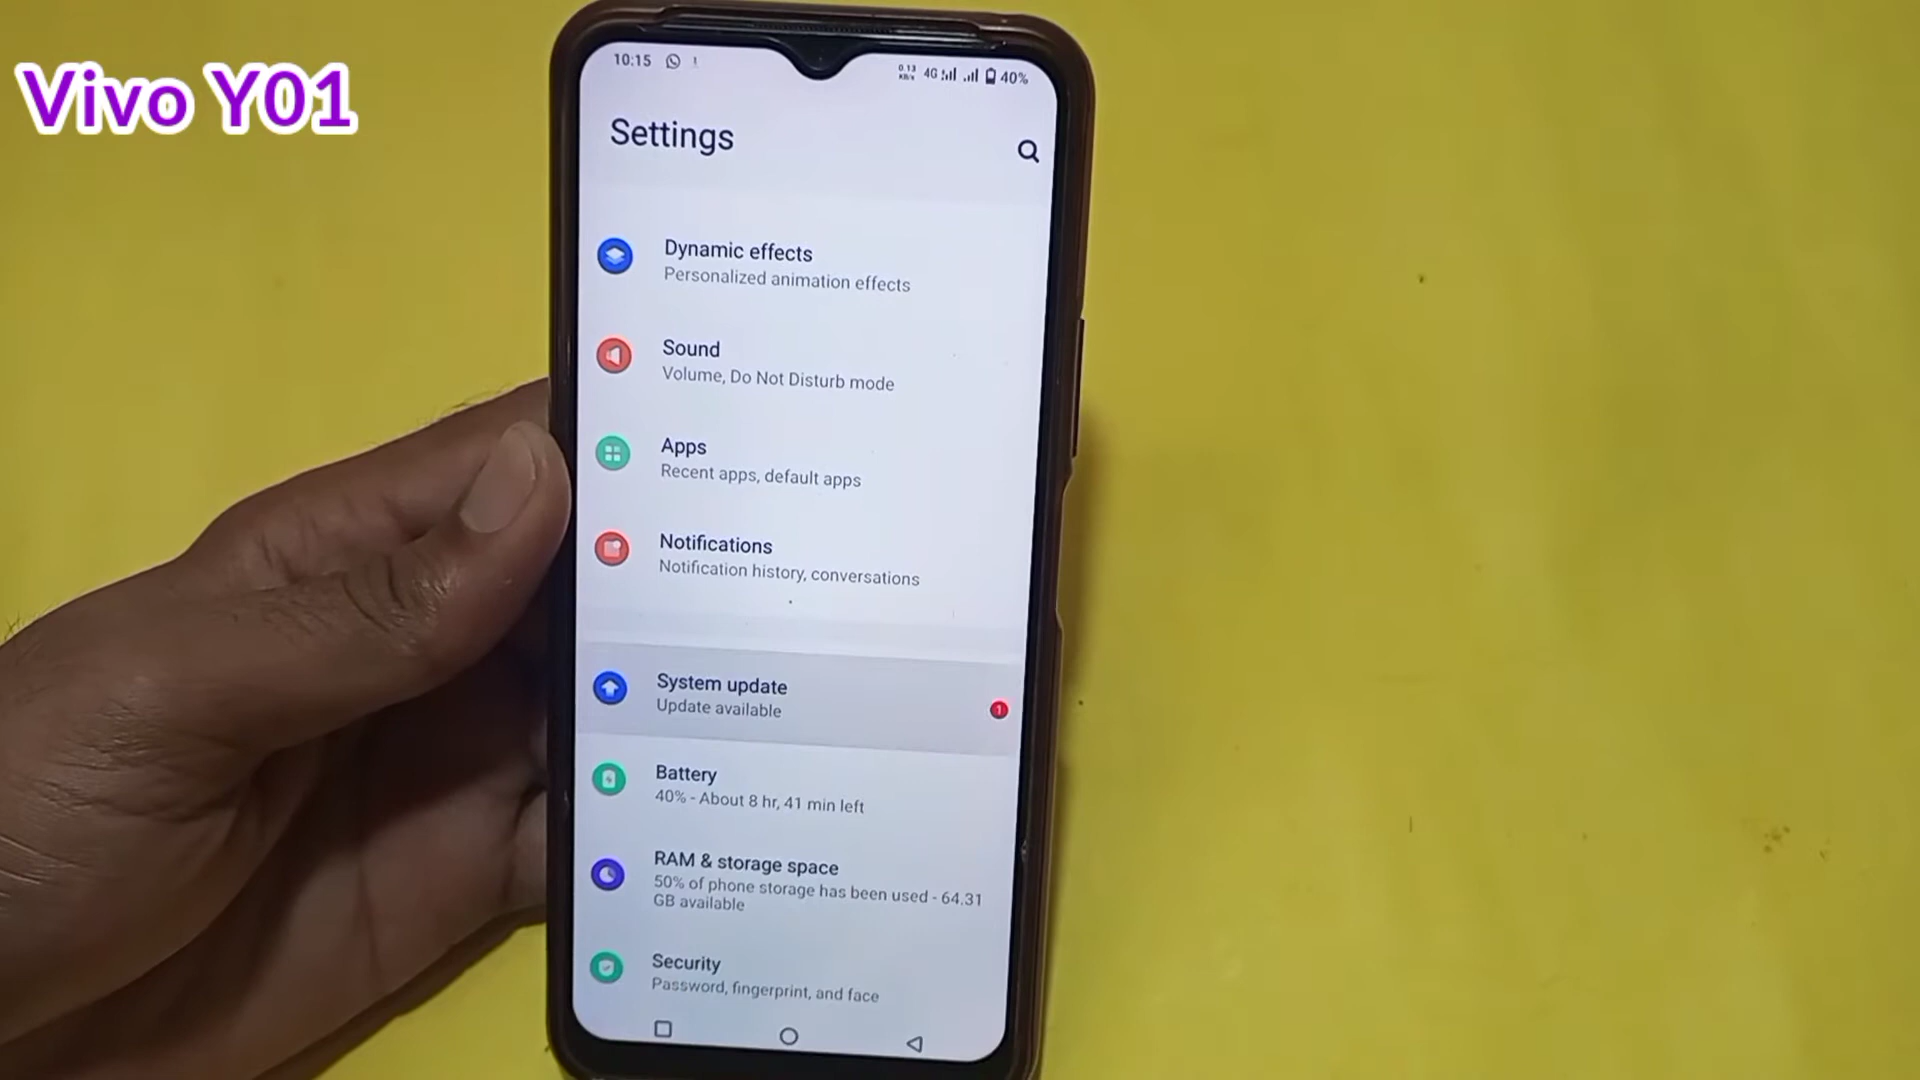 Vivo Y01
10:15
0.13
KB/s
4G
40%
Settings
Dynamic effects
Personalized animation effects
Sound
Volume, Do Not Disturb mode
Apps
Recent apps, default apps
Notifications
Notification history, conversations
System update
Update available
1
Battery
40% - About 8 hr, 41 min left
RAM & storage space
50% of phone storage has been used - 64.31
GB available
Security
Password, fingerprint, and face